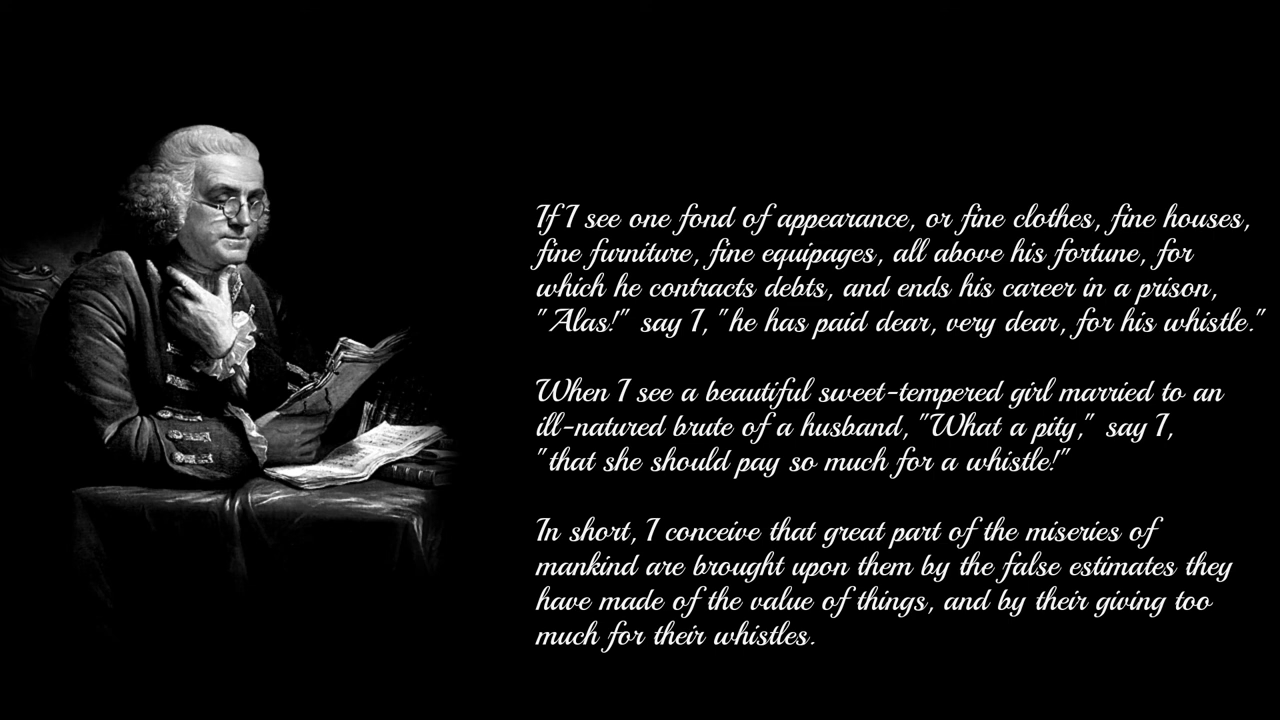 If I see one fond of appearance, or fine clothes, fine houses,
fine furniture, fine equipages, all above his fortune, for
which he contracts debts, and ends his career in a prison,
"Alas!" say I, "he has paid dear, very dear, for his whistle."
When I see a beautiful sweet-tempered girl married to an
ill-natured brute of a husband, "What a pity," say I,
"that she should pay so much for a whistle!"
In short, I conceive that great part of the miseries of
mankind are brought upon them by the false estimates they
have made of the value of things, and by their giving too
much for their whistles.